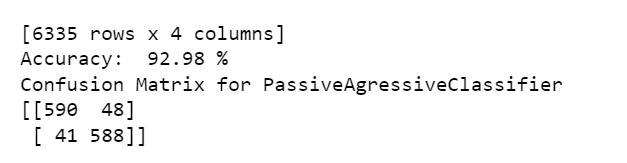 [6335 rows x 4 columns]
Accuracy:  92.98 %
Confusion Matrix for PassiveAgressiveClassifier
[[590  48]
 [ 41 588]]